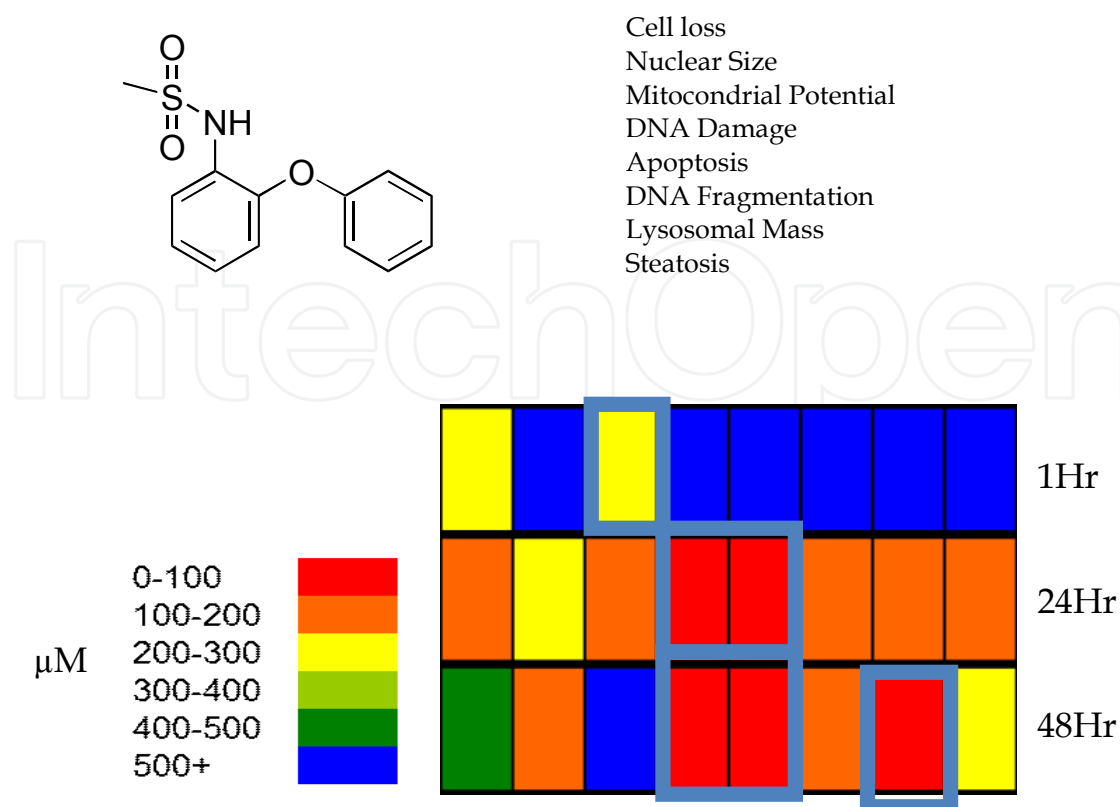 O
S
O
NH
O
Cell loss
Nuclear Size
Mitocondrial Potential
DNA Damage
Apoptosis
DNA Fragmentation
Lysosomal Mass
Steatosis
IntechOpen
1Hr
24Hr
48Hr
µM
0-100
100-200
200-300
300-400
400-500
500+